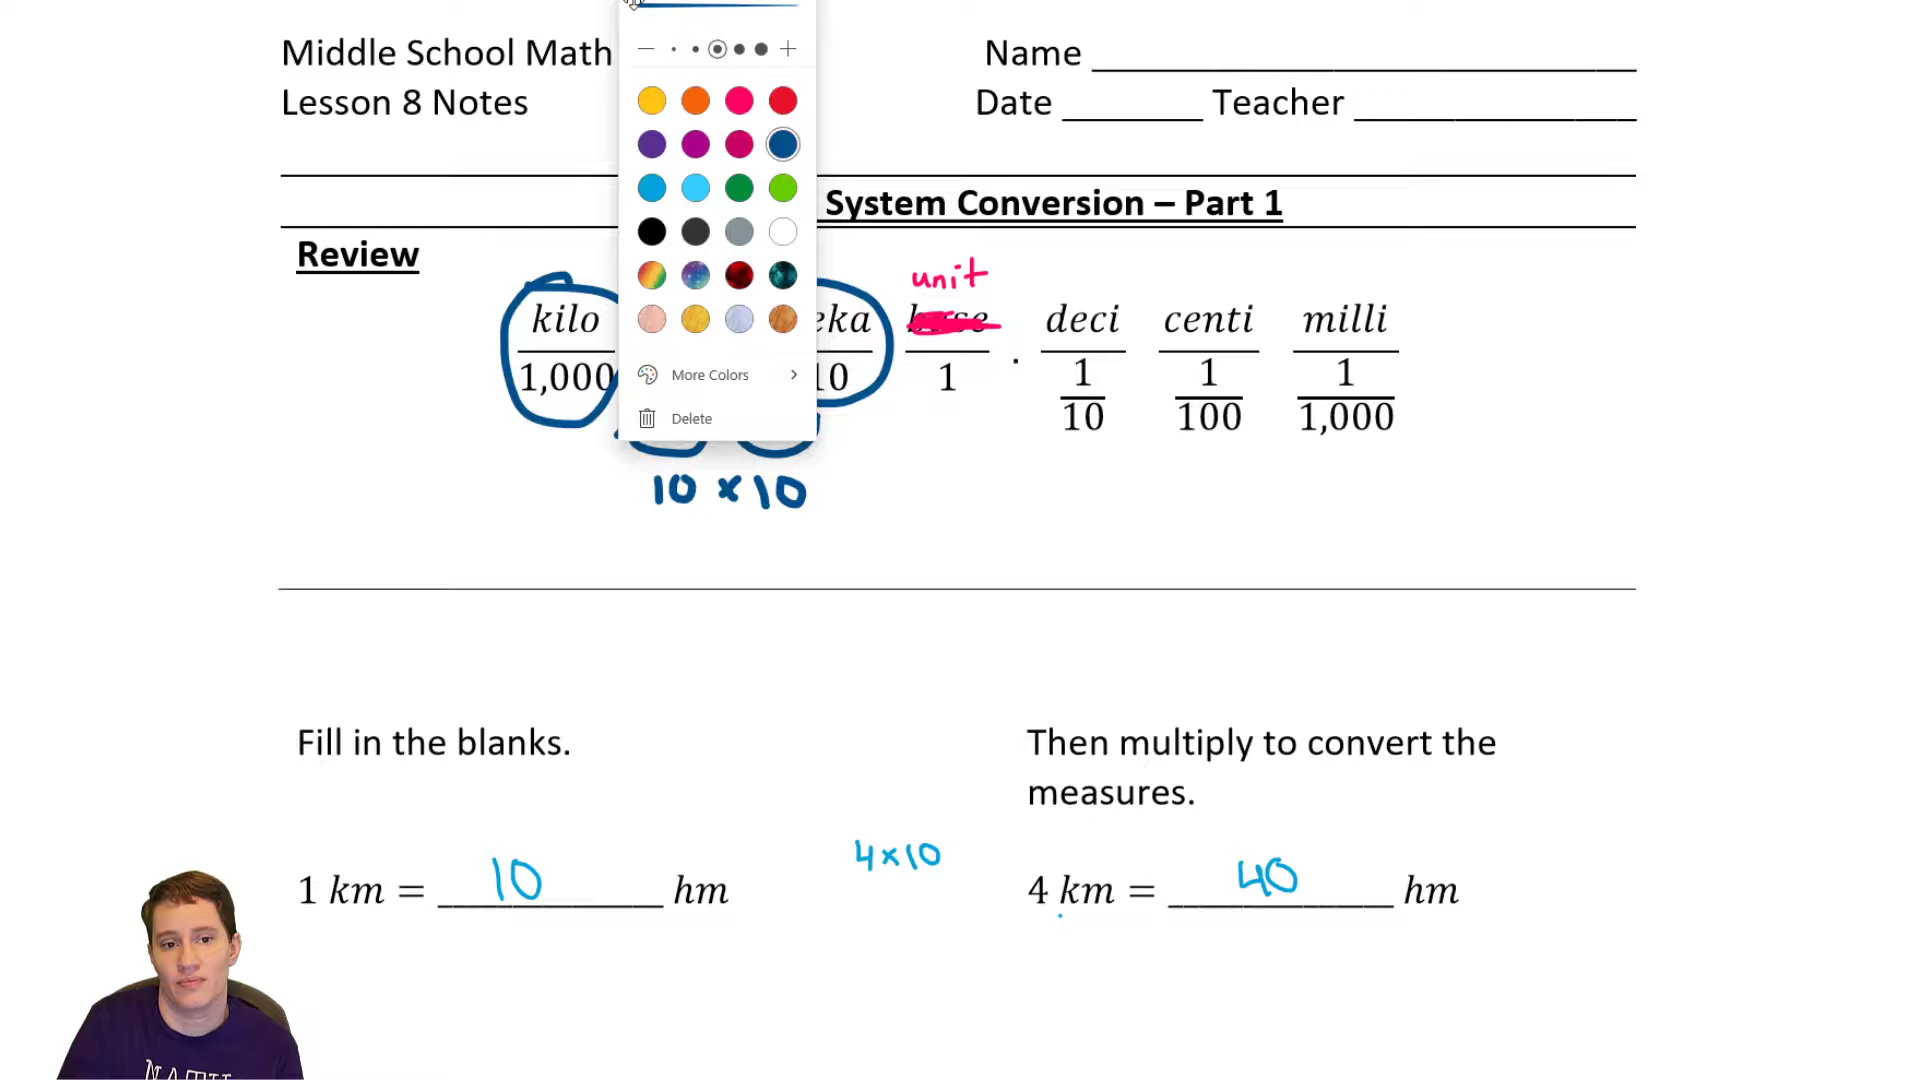 Middle School Math Name
Lesson 8 Notes Date Teacher
System Conversion – Part 1
Review
unit
kilo eka deci centi milli
1,000 10 1 . 1/10 1/100 1/1,000
More Colors
Delete
10 × 10
Fill in the blanks. Then multiply to convert the
measures.
4 × 10
1 km = 10 hm 4 km = 40 hm